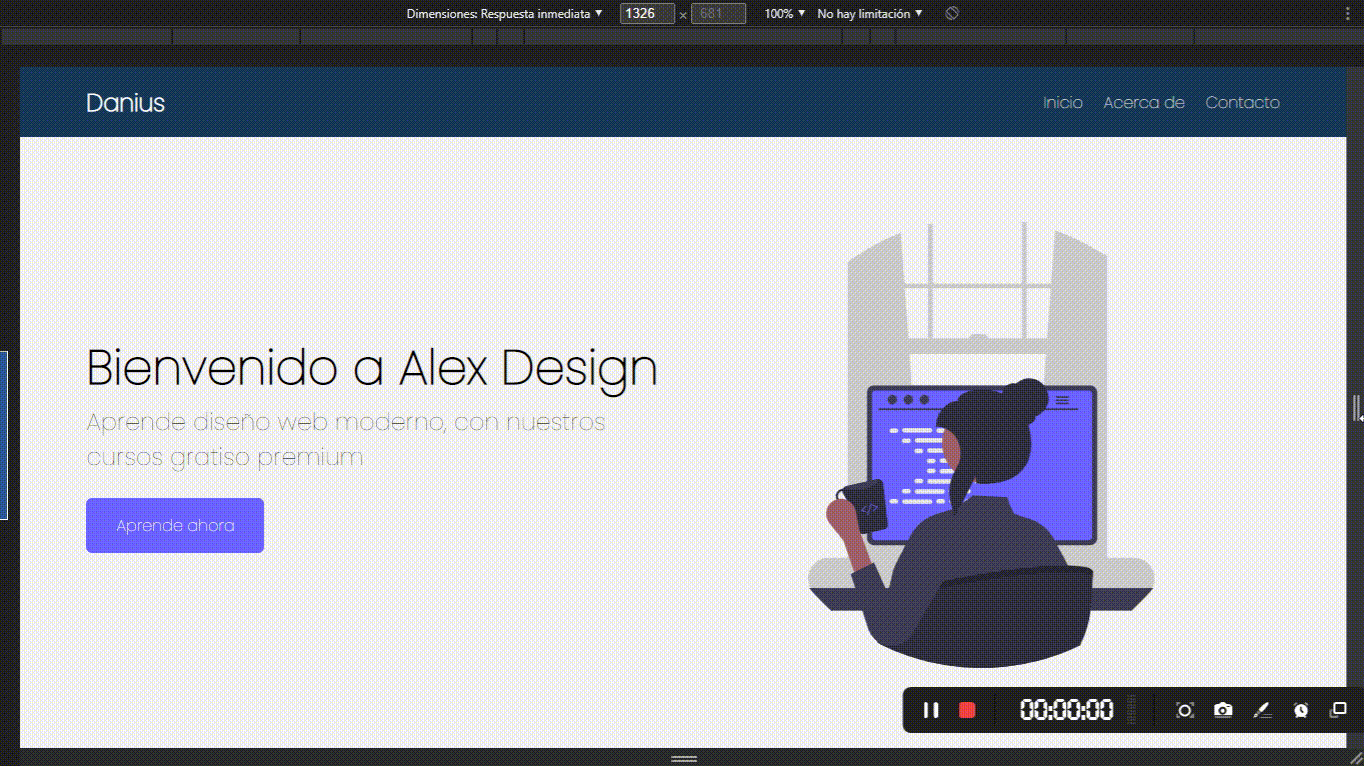 Dimensiones: Respuesta inmediata ▼ 1326 × 681 100% ▼ No hay limitación ▼
Danius
Inicio Acerca de Contacto
Bienvenido a Alex Design
Aprende diseño web moderno, con nuestros
cursos gratiso premium
Aprende ahora
</>
00:00:00